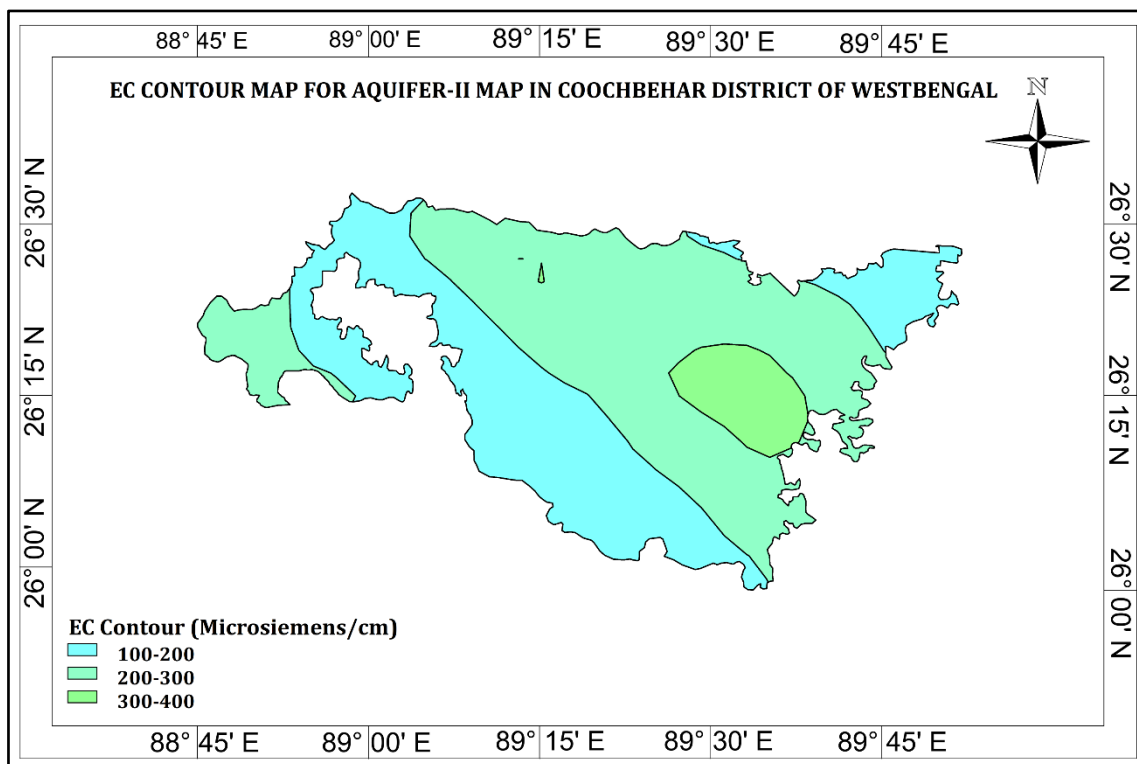 88° 45' E 89° 00' E 89° 15' E 89° 30' E 89° 45' E
EC CONTOUR MAP FOR AQUIFER-II MAP IN COOCHBEHAR DISTRICT OF WESTBENGAL
N
26° 30' N
26° 15' N
26° 00' N
26° 30' N
26° 15' N
26° 00' N
EC Contour (Microsiemens/cm)
100-200
200-300
300-400
88° 45' E 89° 00' E 89° 15' E 89° 30' E 89° 45' E